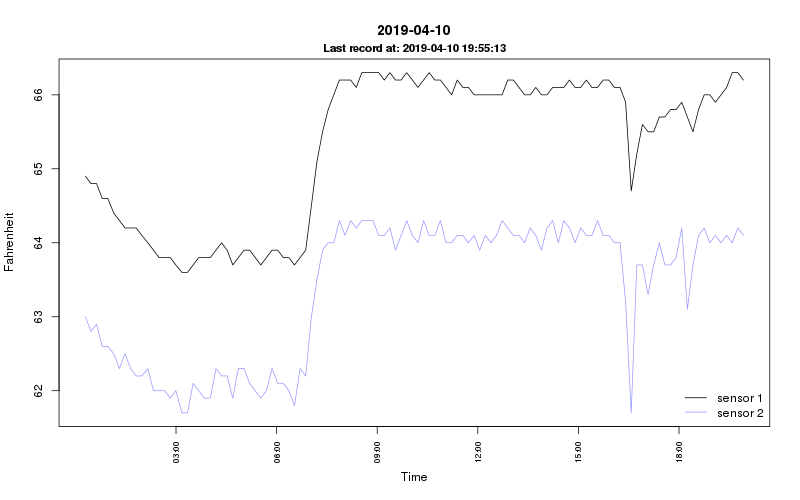 2019-04-10
Last record at: 2019-04-10 19:55:13
Fahrenheit
66
65
64
63
62
sensor 1
sensor 2
03:00 06:00 09:00 12:00 15:00 18:00
Time